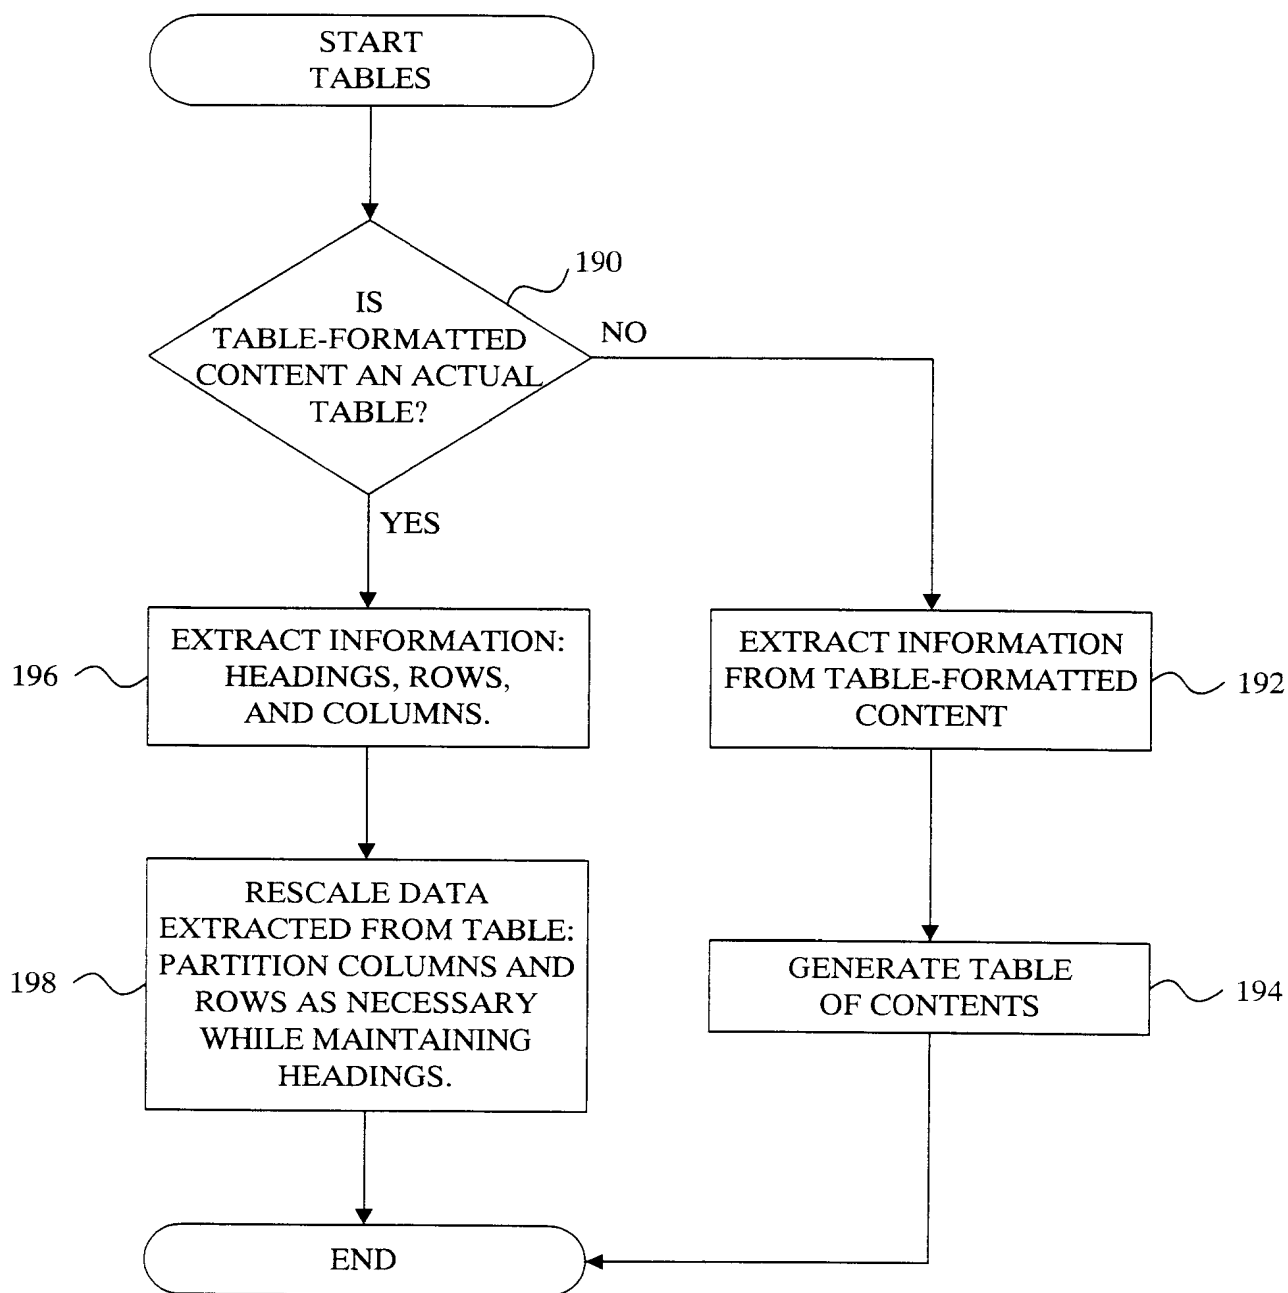 START
TABLES
190
IS
TABLE-FORMATTED
CONTENT AN ACTUAL
TABLE?
NO
YES
196
EXTRACT INFORMATION:
HEADINGS, ROWS,
AND COLUMNS.
EXTRACT INFORMATION
FROM TABLE-FORMATTED
CONTENT
192
198
RESCALE DATA
EXTRACTED FROM TABLE:
PARTITION COLUMNS AND
ROWS AS NECESSARY
WHILE MAINTAINING
HEADINGS.
GENERATE TABLE
OF CONTENTS
194
END